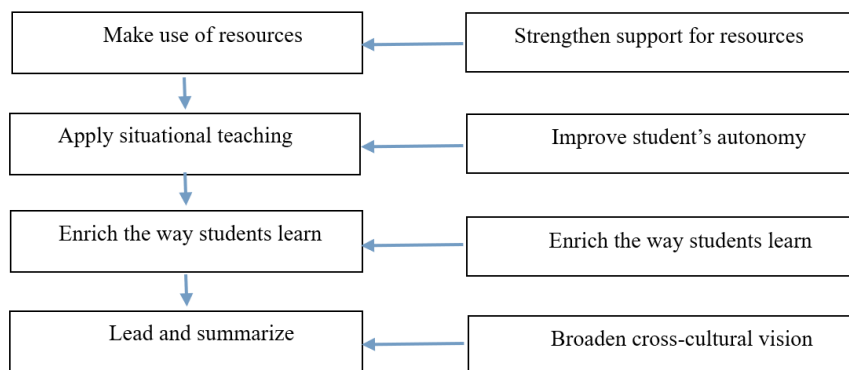 Make use of resources
Strengthen support for resources
Apply situational teaching
Improve student’s autonomy
Enrich the way students learn
Enrich the way students learn
Lead and summarize
Broaden cross-cultural vision